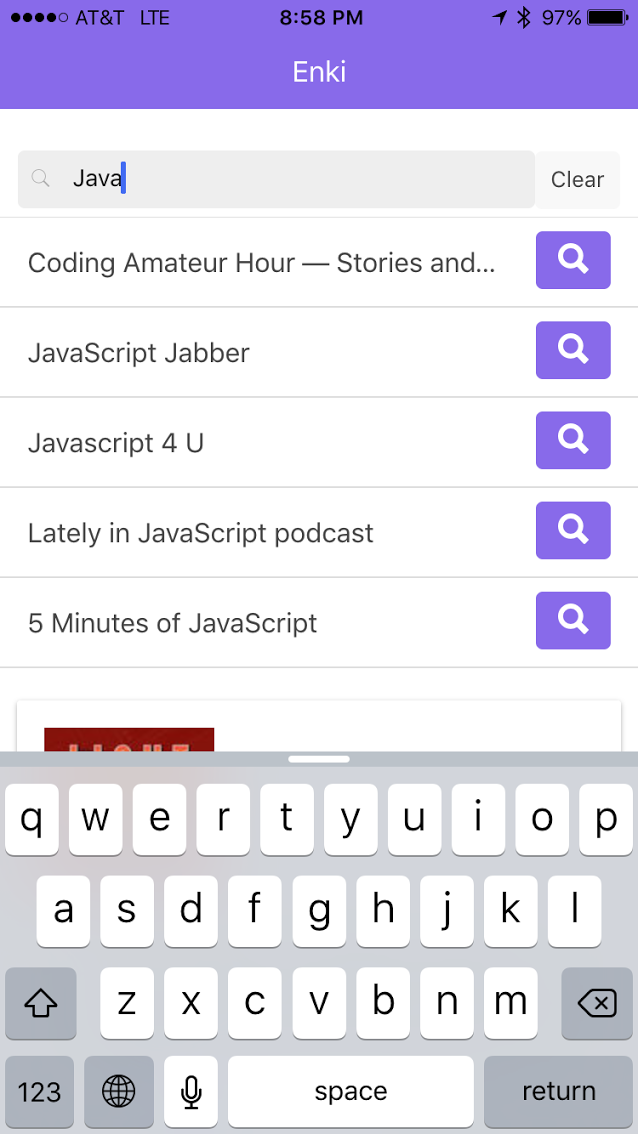 AT&T LTE 8:58 PM 97%
Enki
Java Clear
Coding Amateur Hour — Stories and...
JavaScript Jabber
Javascript 4 U
Lately in JavaScript podcast
5 Minutes of JavaScript
q w e r t y u i o p
a s d f g h j k l
z x c v b n m
123 space return